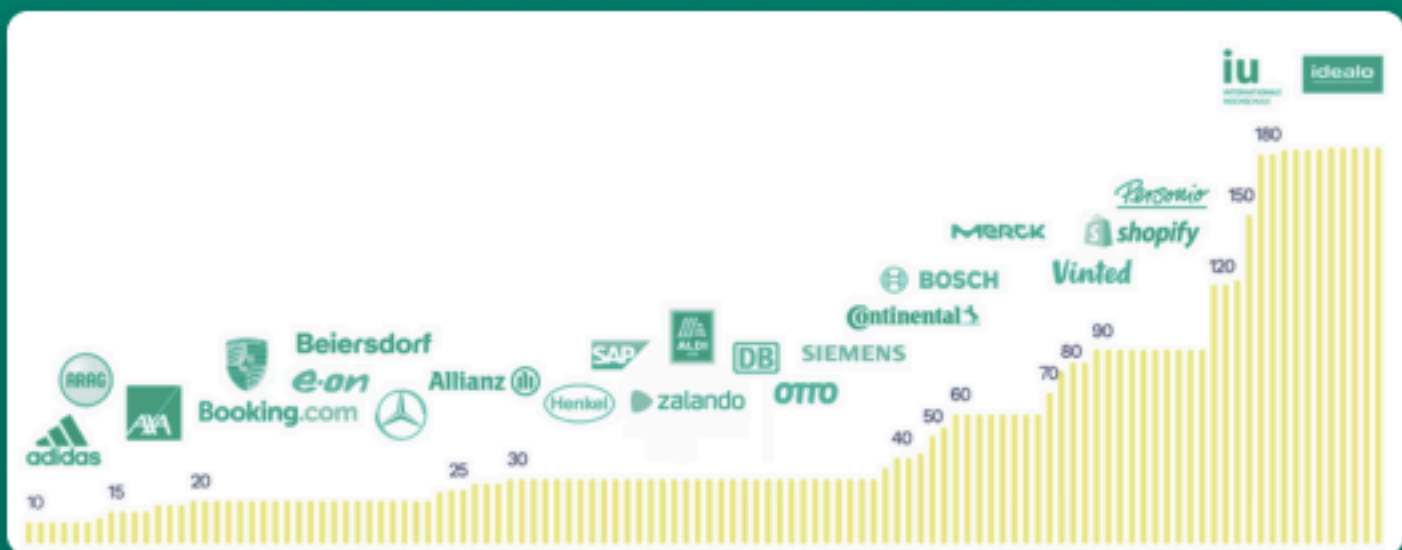 iu
INTERNATIONALE
HOCHSCHULE
idealo
180
Personio
150
MERCK
shopify
Vinted
120
BOSCH
Continental
90
ALDI
SAP
DB
SIEMENS
80
70
Beiersdorf
ARAG
e·on
Allianz
Henkel
zalando
OTTO
60
50
40
AXA
Booking.com
adidas
30
25
20
15
10